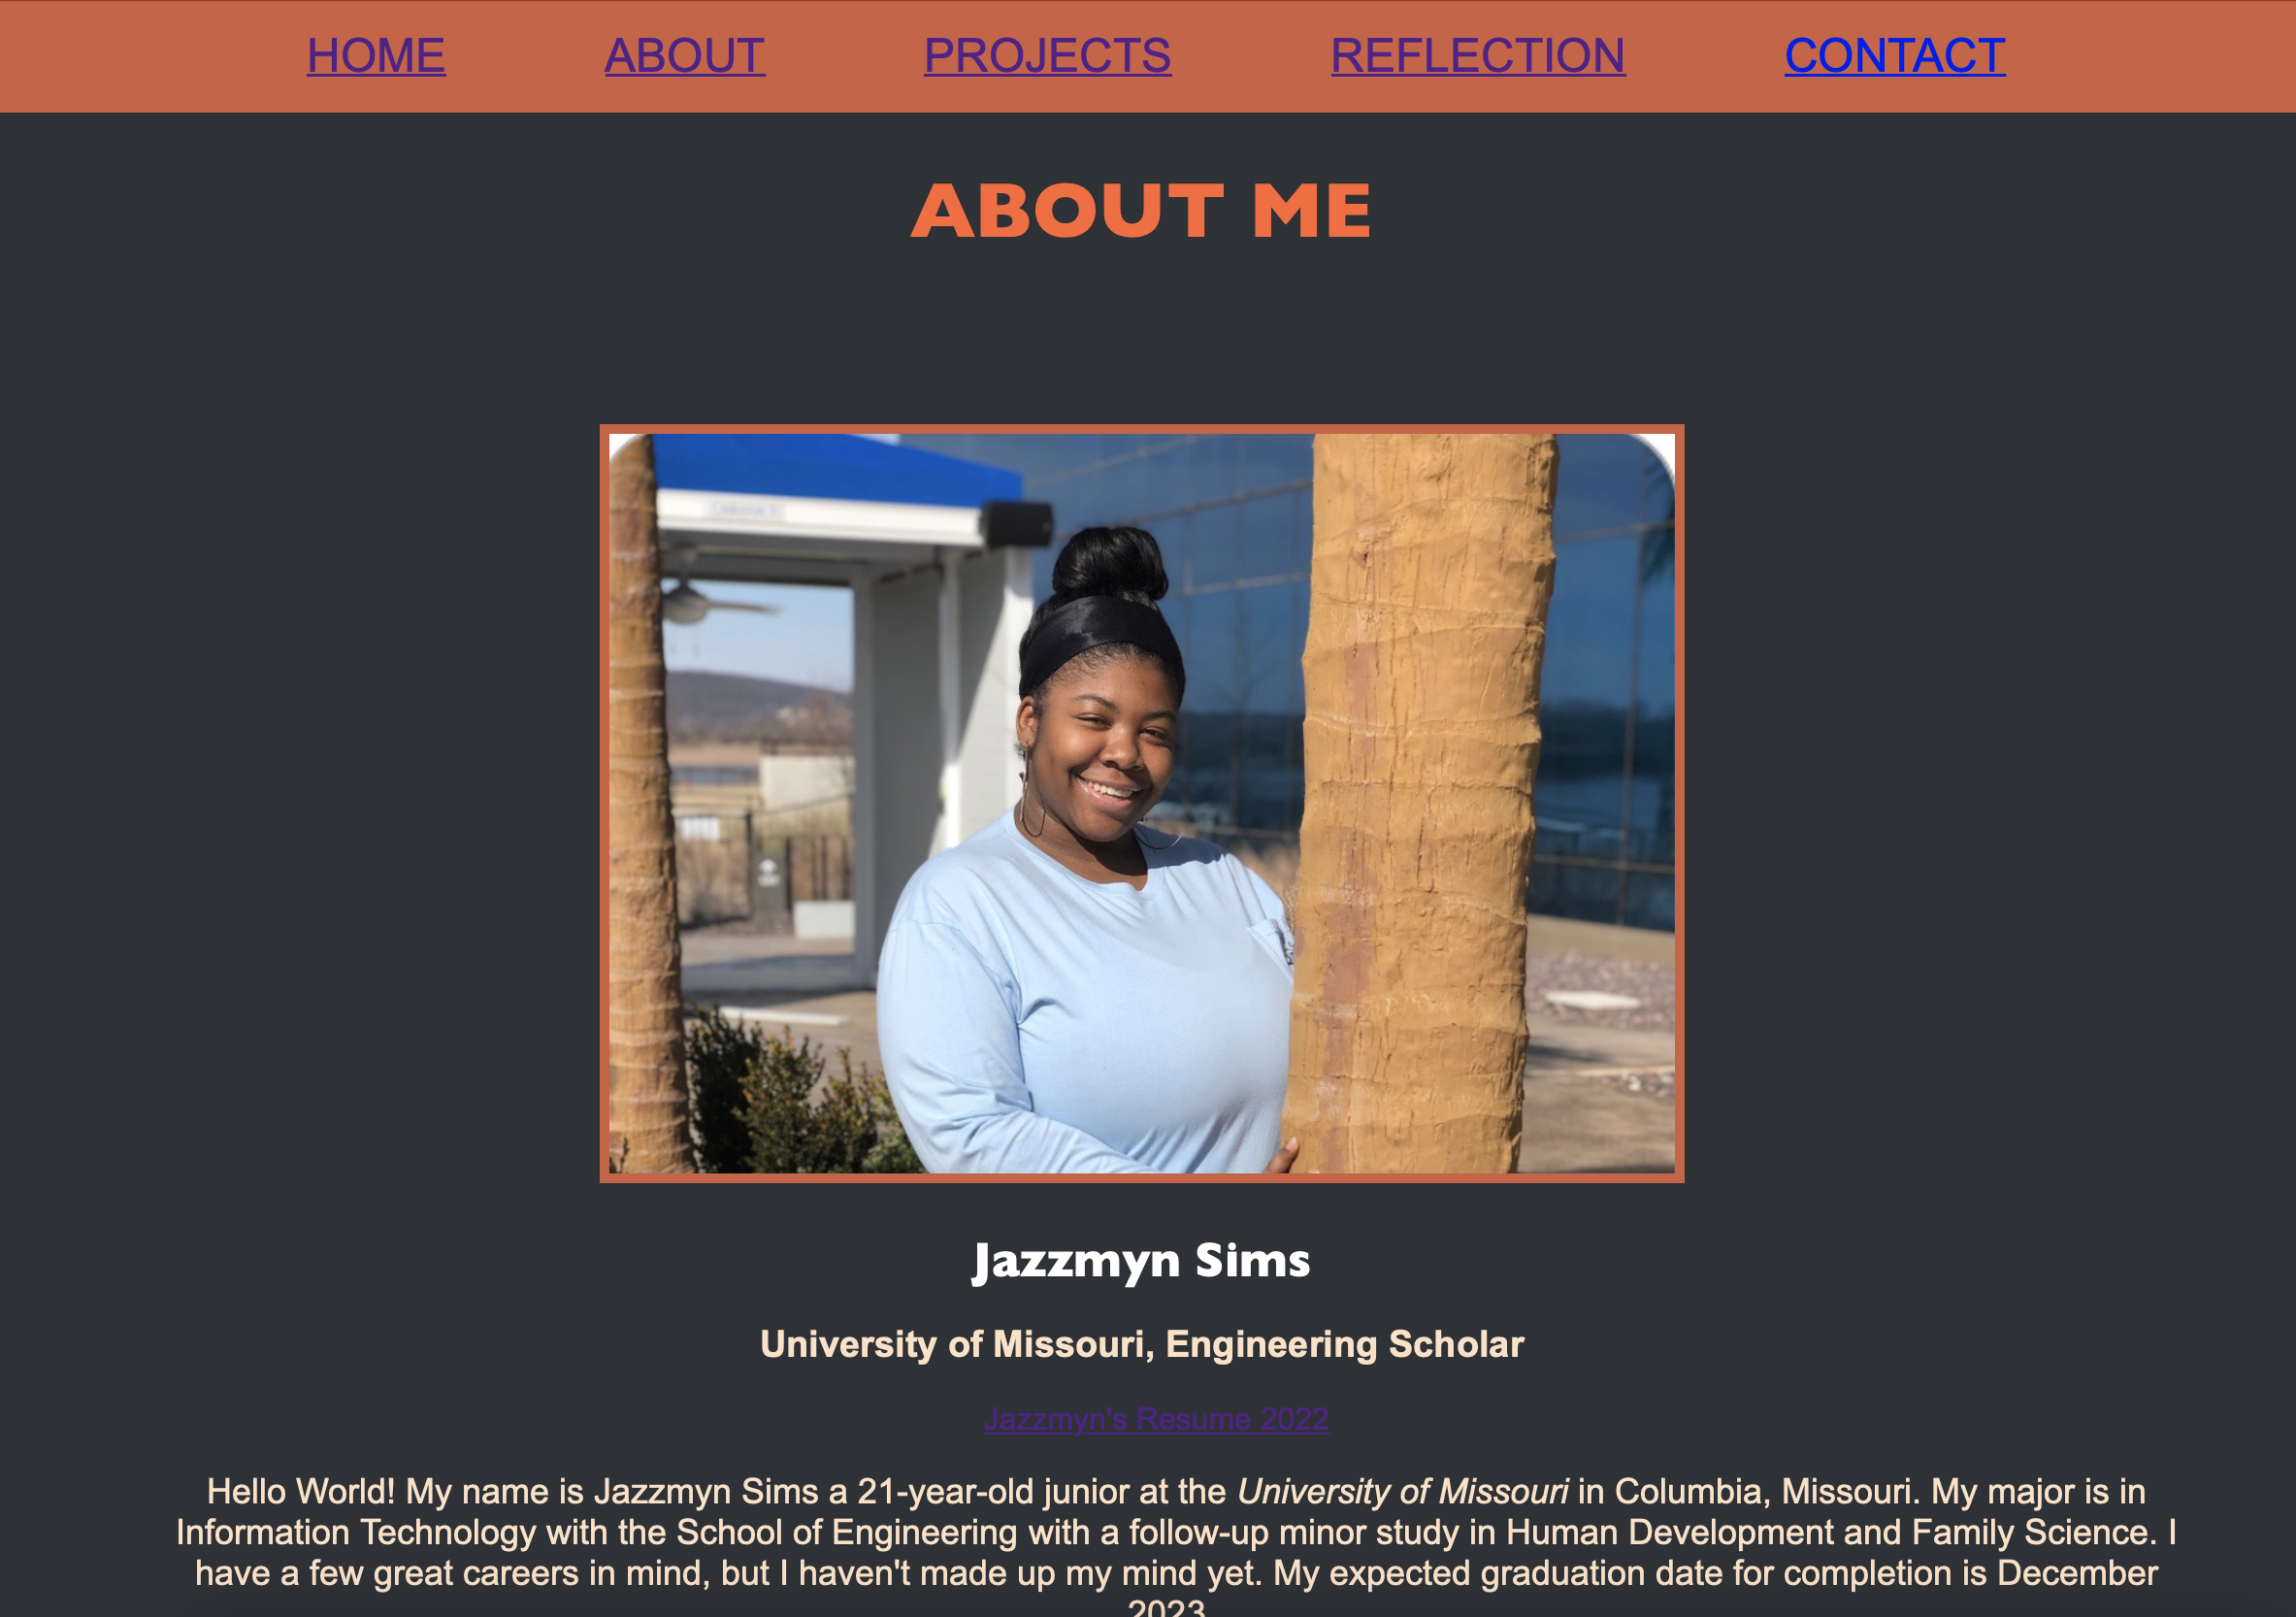 HOME ABOUT PROJECTS REFLECTION CONTACT
ABOUT ME
Jazzmyn Sims
University of Missouri, Engineering Scholar
Jazzmyn's Resume 2022
Hello World! My name is Jazzmyn Sims a 21-year-old junior at the University of Missouri in Columbia, Missouri. My major is in
Information Technology with the School of Engineering with a follow-up minor study in Human Development and Family Science. I
have a few great careers in mind, but I haven't made up my mind yet. My expected graduation date for completion is December
2023